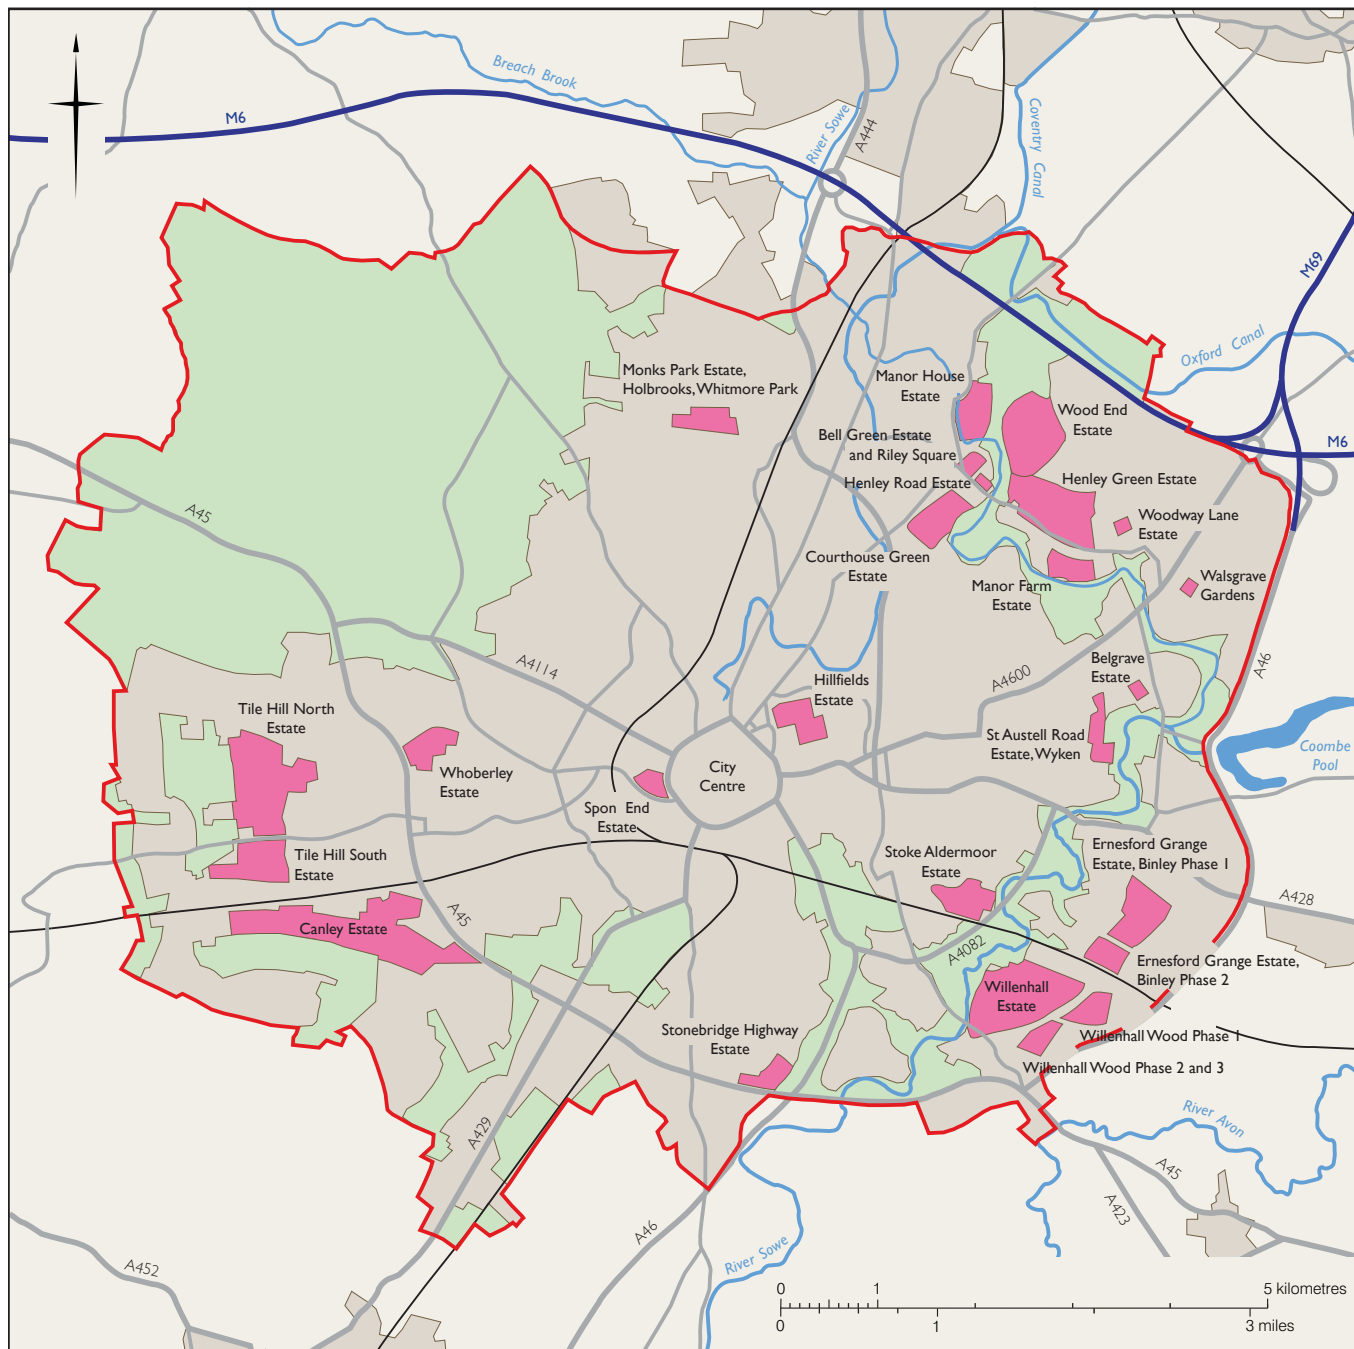 Breach Brook
M6
River Sowe
A444
Coventry Canal
M69
Oxford Canal
Monks Park Estate,
Holbrooks, Whitmore Park
Manor House
Estate
Wood End
Estate
Bell Green Estate
and Riley Square
M6
Henley Road Estate
Henley Green Estate
A45
Woodway Lane
Estate
Courthouse Green
Estate
Manor Farm
Estate
Walsgrave
Gardens
A4114
A4600
Belgrave
Estate
A46
Hillfields
Estate
Tile Hill North
Estate
St Austell Road
Estate, Wyken
Coombe
Pool
Whoberley
Estate
City
Centre
Spon End
Estate
Tile Hill South
Estate
Stoke Aldermoor
Estate
Ernesford Grange
Estate, Binley Phase 1
A428
A45
Canley Estate
A4082
Ernesford Grange Estate,
Binley Phase 2
Willenhall
Estate
Stonebridge Highway
Estate
Willenhall Wood Phase 1
Willenhall Wood Phase 2 and 3
A429
River Avon
A45
A423
A46
River Sowe
A452
0 1 5 kilometres
0 1 3 miles